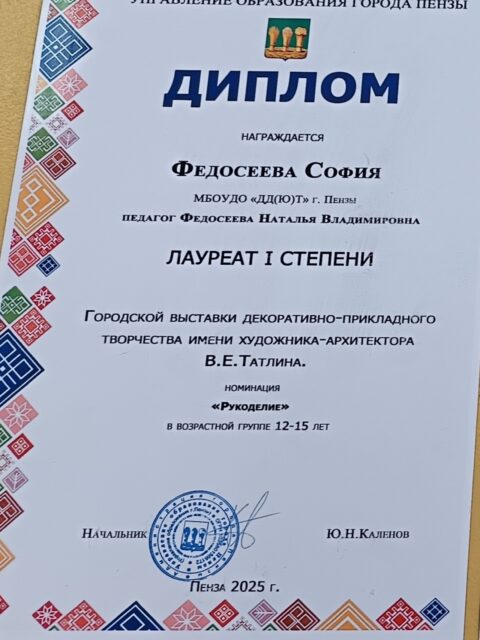 УПРАВЛЕНИЕ ОБРАЗОВАНИЯ ГОРОДА ПЕНЗЫ
ДИПЛОМ
НАГРАЖДАЕТСЯ
ФЕДОСЕЕВА СОФИЯ
МБОУДО «ДД(Ю)Т» г. ПЕНЗЫ
ПЕДАГОГ ФЕДОСЕЕВА НАТАЛЬЯ ВЛАДИМИРОВНА
ЛАУРЕАТ I СТЕПЕНИ
ГОРОДСКОЙ ВЫСТАВКИ ДЕКОРАТИВНО-ПРИКЛАДНОГО
ТВОРЧЕСТВА ИМЕНИ ХУДОЖНИКА-АРХИТЕКТОРА
В.Е.ТАТЛИНА.
НОМИНАЦИЯ
«РУКОДЕЛИЕ»
В ВОЗРАСТНОЙ ГРУППЕ 12-15 ЛЕТ
НАЧАЛЬНИК Ю.Н.КАЛЕНОВ
ПЕНЗА 2025 Г.